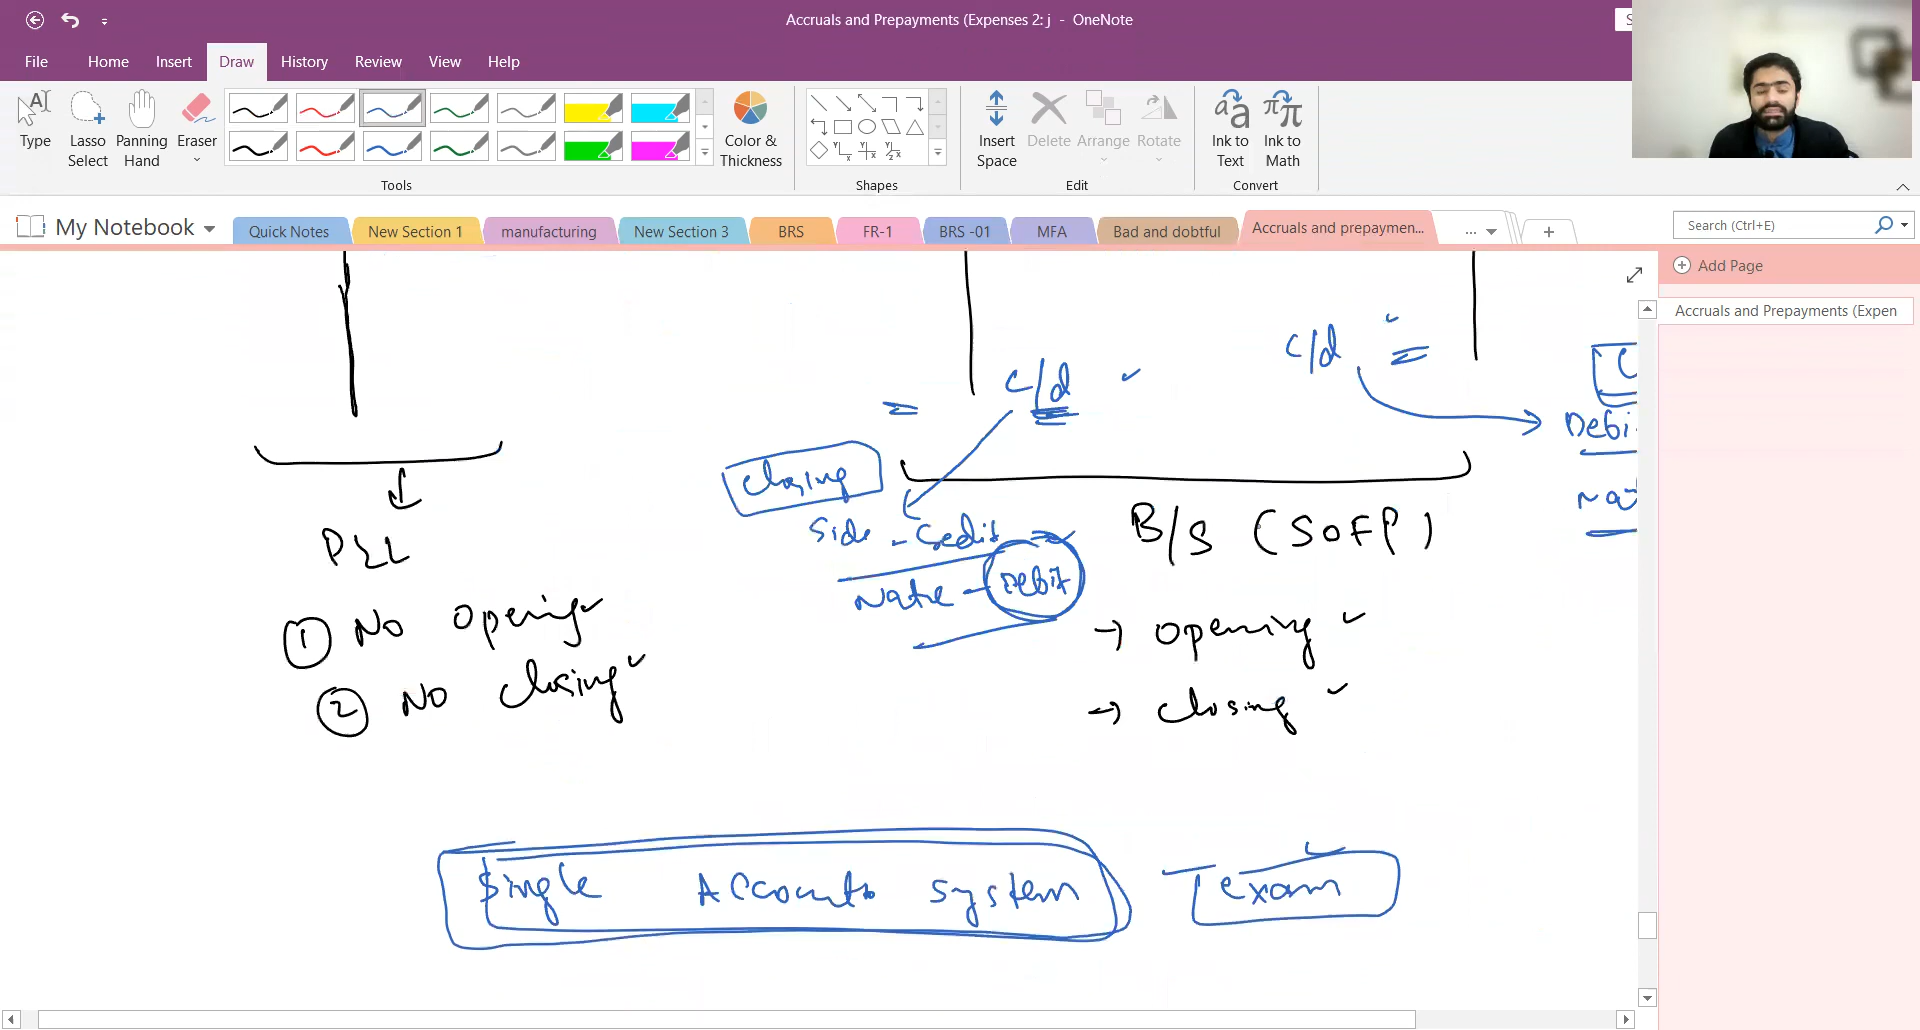 Accruals and Prepayments (Expenses 2: j - OneNote
File Home Insert Draw History Review View Help
Type
Lasso Select
Panning Hand
Eraser
Color & Thickness
Insert Space
Delete
Arrange
Rotate
Ink to Text
Ink to Math
Tools Shapes Edit Convert
My Notebook
Quick Notes New Section 1 manufacturing New Section 3 BRS FR-1 BRS -01 MFA Bad and doubtful Accruals and prepaymen... ...
Search (Ctrl+E)
Add Page
Accruals and Prepayments (Expen
c/d
c/d
Debi
Closing
Side - Credit
Nature - Debit
Nat
P&L
B/S (SOFP)
① No opening
② No closing
→ opening
→ closing
Single Accounts system
exam